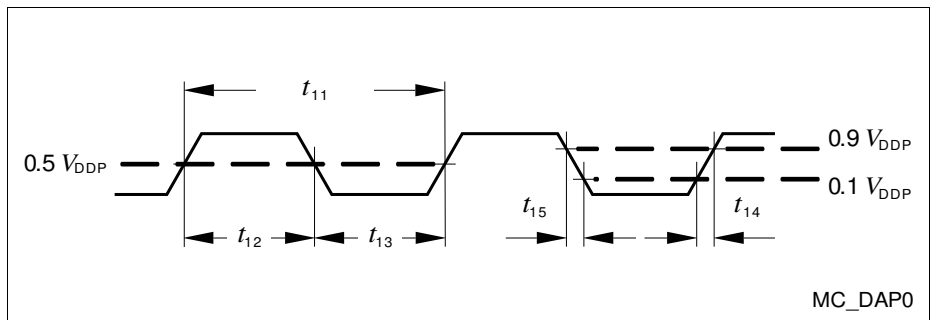 t11
0.5 VDDP
0.9 VDDP
0.1 VDDP
t15
t14
t12
t13
MC_DAP0